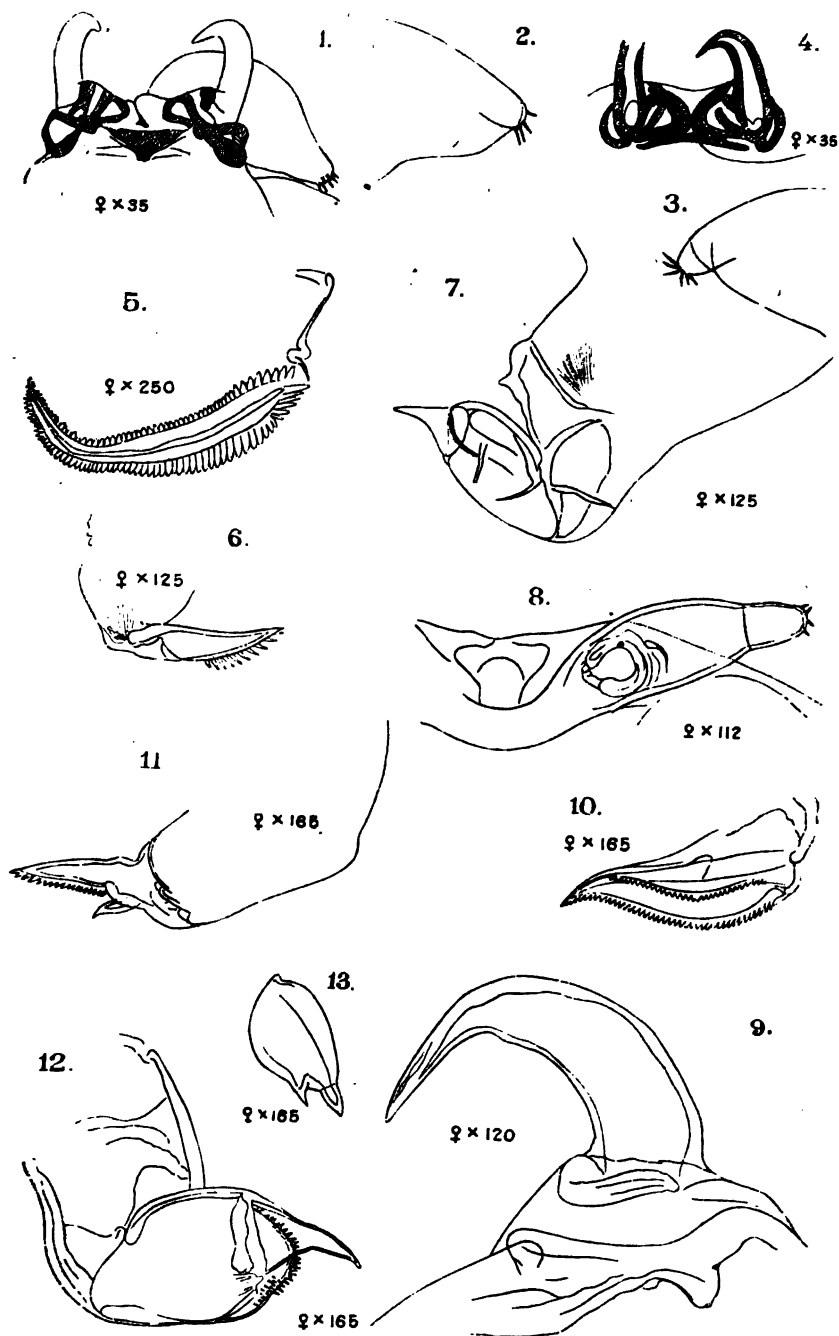 1.
♀ × 35
2.
4.
♀ × 35
3.
5.
♀ × 250
7.
♀ × 125
6.
♀ × 125
8.
♀ × 112
11
♀ × 165
10.
♀ × 165
13.
♀ × 165
12.
♀ × 165
9.
♀ × 120